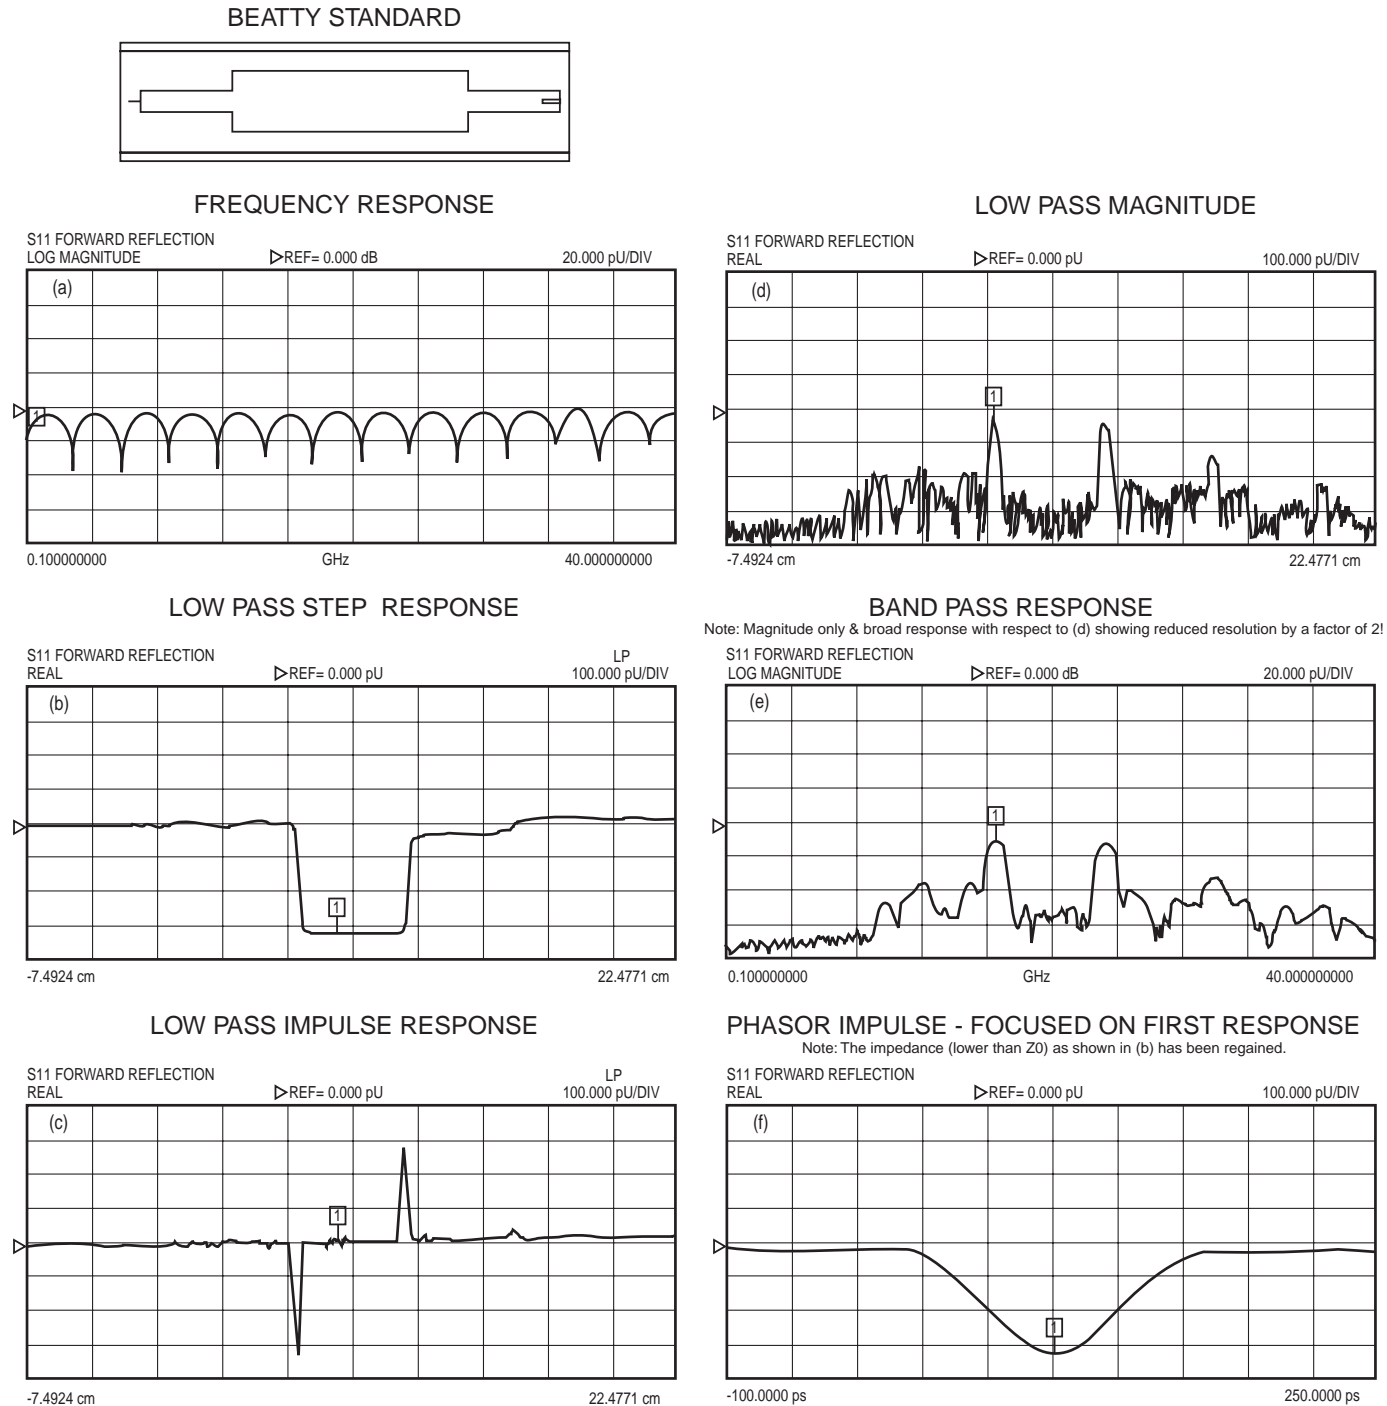 BEATTY STANDARD
FREQUENCY RESPONSE
S11 FORWARD REFLECTION
LOG MAGNITUDE REF= 0.000 dB 20.000 pU/DIV
(a)
1
0.100000000 GHz 40.000000000
LOW PASS STEP RESPONSE
S11 FORWARD REFLECTION LP
REAL REF= 0.000 pU 100.000 pU/DIV
(b)
1
-7.4924 cm 22.4771 cm
LOW PASS IMPULSE RESPONSE
S11 FORWARD REFLECTION LP
REAL REF= 0.000 pU 100.000 pU/DIV
(c)
1
-7.4924 cm 22.4771 cm
LOW PASS MAGNITUDE
S11 FORWARD REFLECTION
REAL REF= 0.000 pU 100.000 pU/DIV
(d)
1
-7.4924 cm 22.4771 cm
BAND PASS RESPONSE
Note: Magnitude only & broad response with respect to (d) showing reduced resolution by a factor of 2!
S11 FORWARD REFLECTION
LOG MAGNITUDE REF= 0.000 dB 20.000 pU/DIV
(e)
1
0.100000000 GHz 40.000000000
PHASOR IMPULSE - FOCUSED ON FIRST RESPONSE
Note: The impedance (lower than Z0) as shown in (b) has been regained.
S11 FORWARD REFLECTION
REAL REF= 0.000 pU 100.000 pU/DIV
(f)
1
-100.0000 ps 250.0000 ps